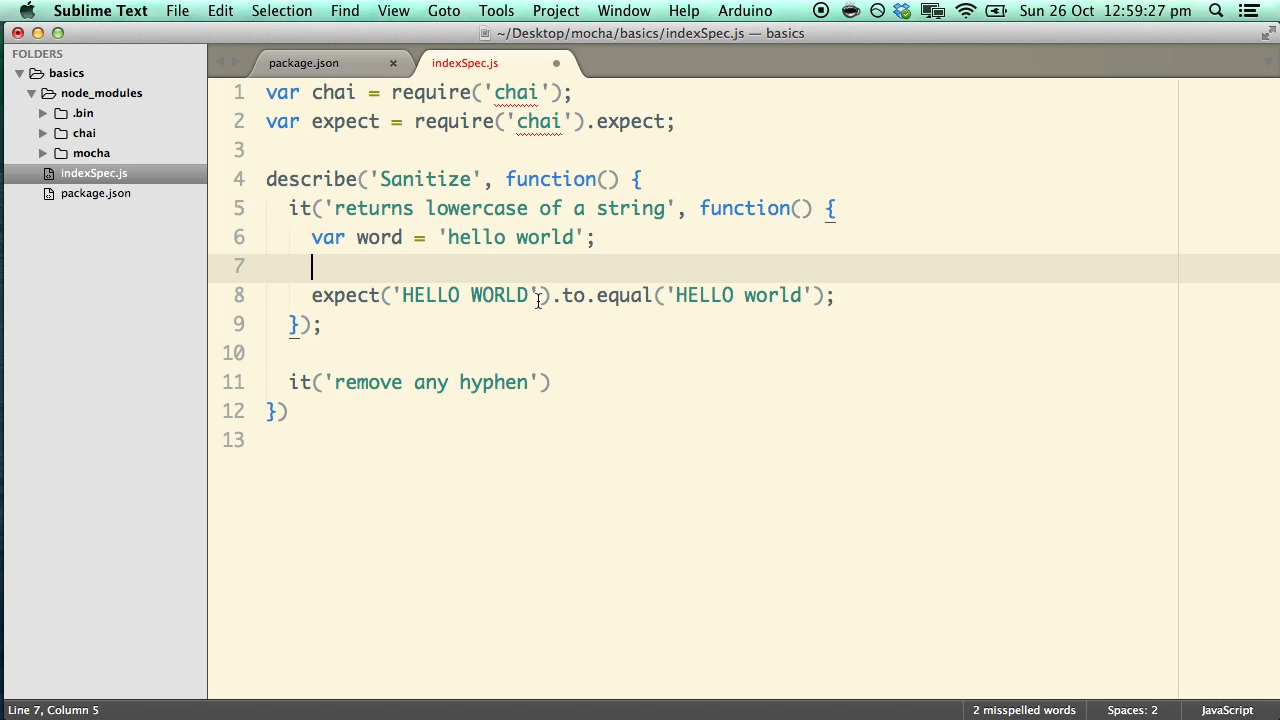 Sublime Text File Edit Selection Find View Goto Tools Project Window Help Arduino Sun 26 Oct 12:59:27 pm
~/Desktop/mocha/basics/indexSpec.js — basics
FOLDERS
basics
node_modules
.bin
chai
mocha
indexSpec.js
package.json
package.json × indexSpec.js
1 var chai = require('chai');
2 var expect = require('chai').expect;
3
4 describe('Sanitize', function() {
5 it('returns lowercase of a string', function() {
6 var word = 'hello world';
7
8 expect('HELLO WORLD').to.equal('HELLO world');
9 });
10
11 it('remove any hyphen')
12 })
13
Line 7, Column 5 2 misspelled words Spaces: 2 JavaScript